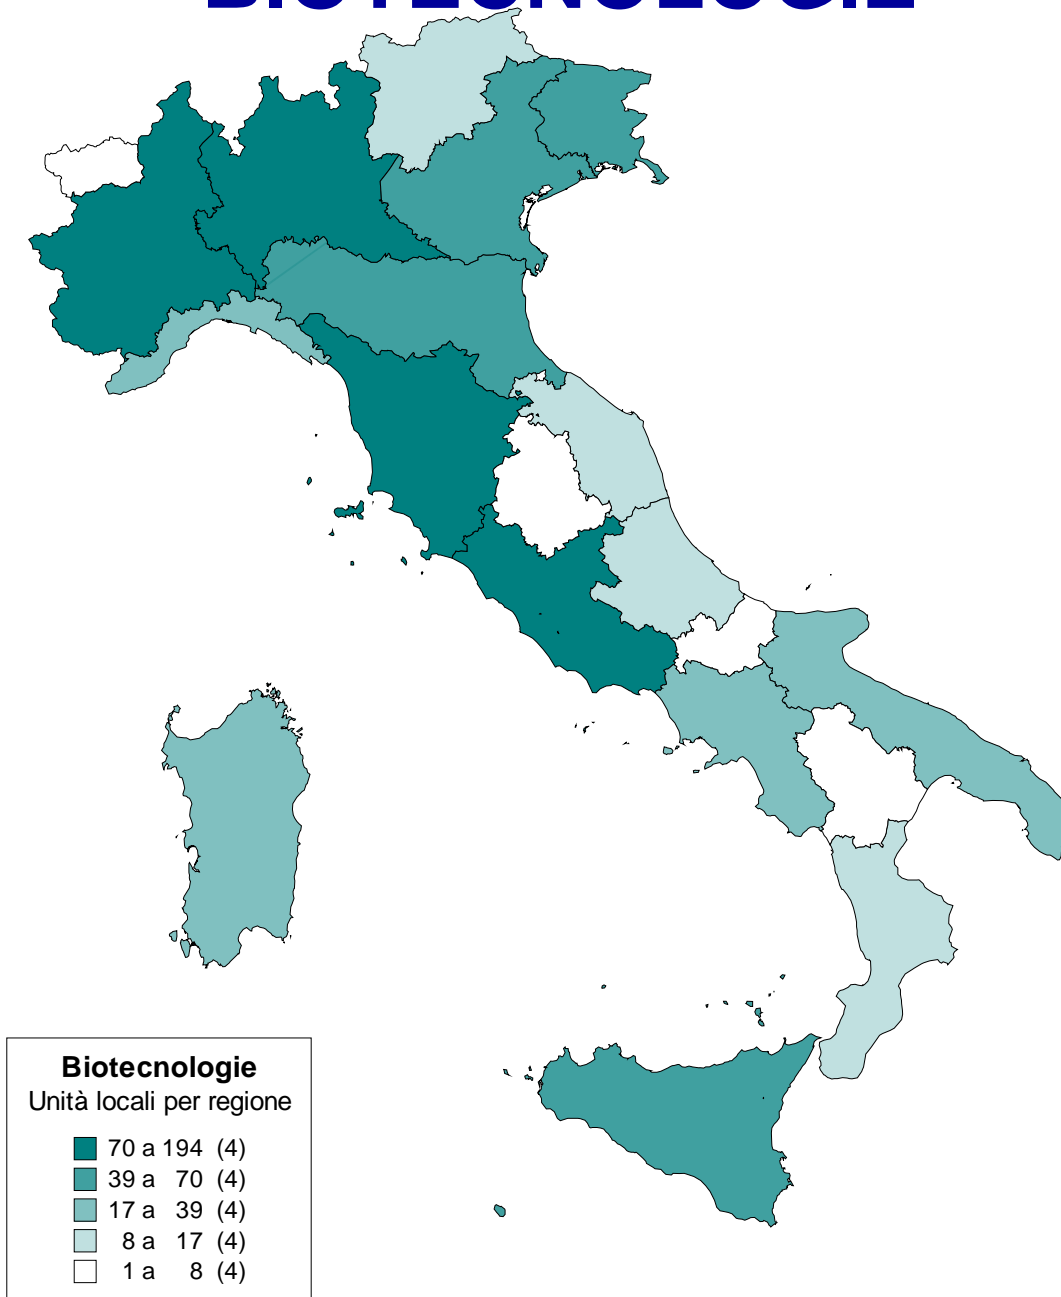 BIOTECNOLOGIE
Biotecnologie
Unità locali per regione
70 a 194 (4)
39 a 70 (4)
17 a 39 (4)
8 a 17 (4)
1 a 8 (4)